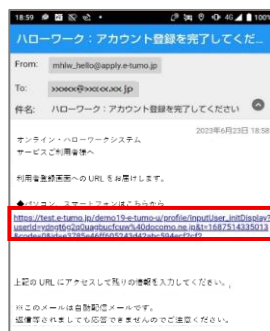 18:59
46 100%
ハローワーク：アカウント登録を完了してくだ...
From: mhlw_hello@apply.e-tumo.jp
To: jp
件名: ハローワーク：アカウント登録を完了してください
2023年6月23日 18:58
オンライン・ハローワークシステム
サービスご利用者様へ
利用者登録画面への URL をお届けします。
◆パソコン、スマートフォンはこちらから
https://test.e-tumo.jp/demo19-e-tumo-u/profile/inputUser_initDisplay?
上記の URL にアクセスして残りの情報を入力してください。
※このメールは自動配信メールです。
返信等されましても応答できませんのでご注意ください。